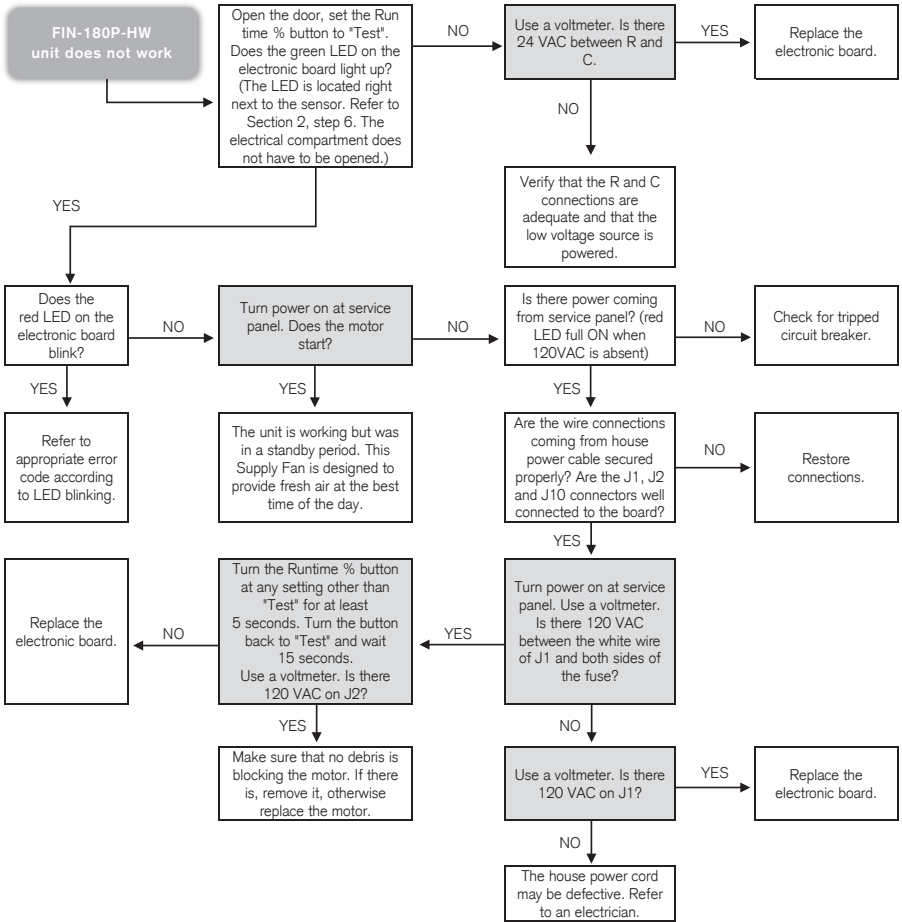 FIN-180P-HW
unit does not work
Open the door, set the Run
time % button to "Test".
Does the green LED on the
electronic board light up?
(The LED is located right
next to the sensor. Refer to
Section 2, step 6. The
electrical compartment does
not have to be opened.)
NO
Use a voltmeter. Is there
24 VAC between R and
C.
YES
Replace the
electronic board.
NO
Verify that the R and C
connections are
adequate and that the
low voltage source is
powered.
YES
Does the
red LED on the
electronic board
blink?
NO
Turn power on at service
panel. Does the motor
start?
NO
Is there power coming
from service panel? (red
LED full ON when
120VAC is absent)
NO
Check for tripped
circuit breaker.
YES
YES
YES
Refer to
appropriate error
code according
to LED blinking.
The unit is working but was
in a standby period. This
Supply Fan is designed to
provide fresh air at the best
time of the day.
Are the wire connections
coming from house
power cable secured
properly? Are the J1, J2
and J10 connectors well
connected to the board?
NO
Restore
connections.
YES
Replace the
electronic board.
NO
Turn the Runtime % button
at any setting other than
"Test" for at least
5 seconds. Turn the button
back to "Test" and wait
15 seconds.
Use a voltmeter. Is there
120 VAC on J2?
YES
Turn power on at service
panel. Use a voltmeter.
Is there 120 VAC
between the white wire
of J1 and both sides of
the fuse?
YES
NO
Make sure that no debris is
blocking the motor. If there
is, remove it, otherwise
replace the motor.
Use a voltmeter. Is there
120 VAC on J1?
YES
Replace the
electronic board.
NO
The house power cord
may be defective. Refer
to an electrician.